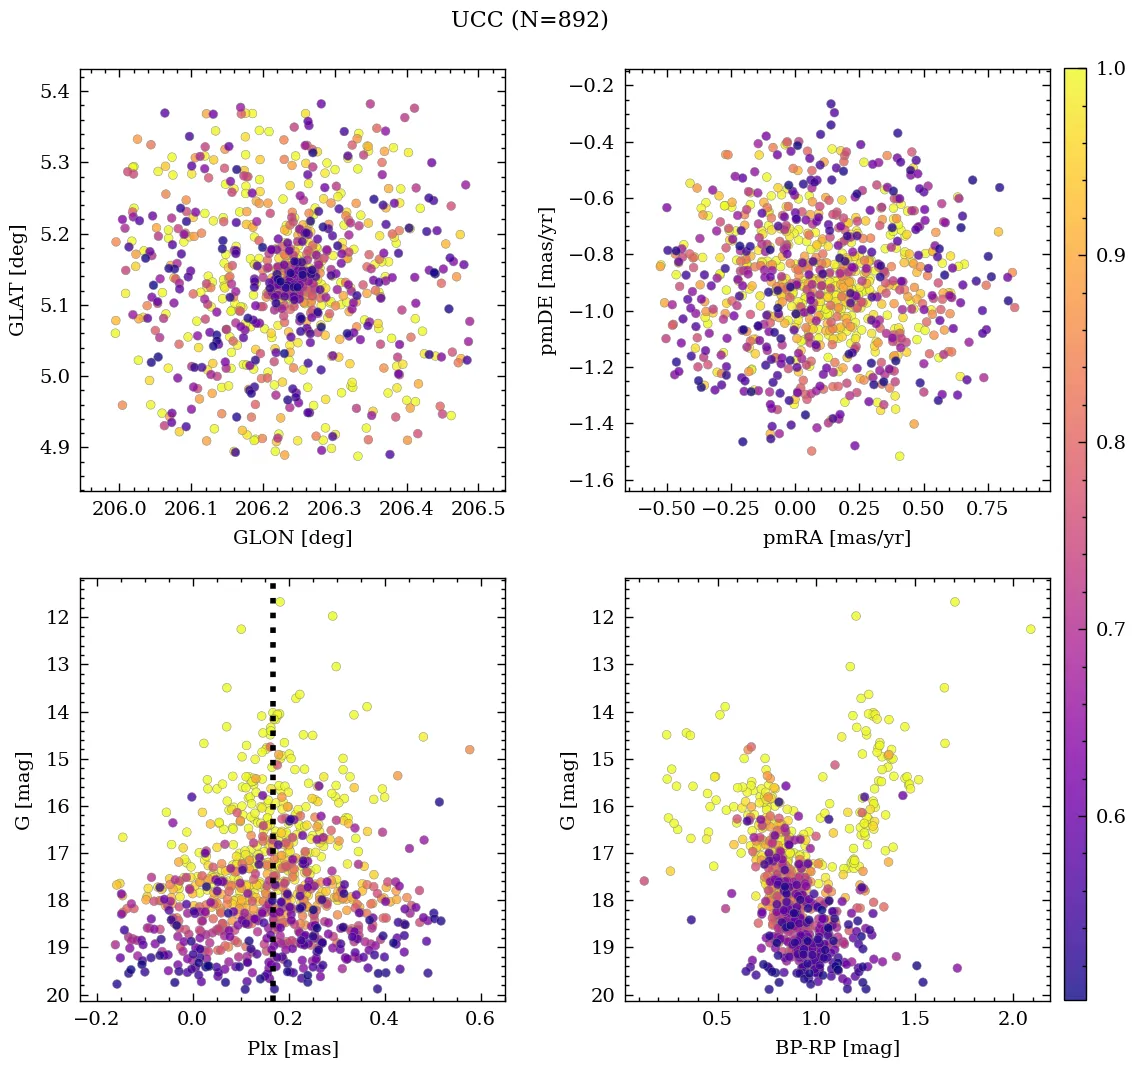 UCC (N=892)
5.4
5.3
5.2
5.1
5.0
4.9
GLAT [deg]
206.0 206.1 206.2 206.3 206.4 206.5
GLON [deg]
−0.2
−0.4
−0.6
−0.8
−1.0
−1.2
−1.4
−1.6
pmDE [mas/yr]
−0.50 −0.25 0.00 0.25 0.50 0.75
pmRA [mas/yr]
1.0
0.9
0.8
0.7
0.6
12
13
14
15
16
17
18
19
20
G [mag]
−0.2 0.0 0.2 0.4 0.6
Plx [mas]
12
13
14
15
16
17
18
19
20
G [mag]
0.5 1.0 1.5 2.0
BP-RP [mag]